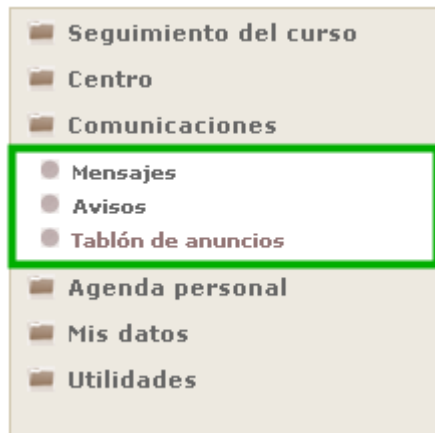 Seguimiento del curso
Centro
Comunicaciones
Mensajes
Avisos
Tablón de anuncios
Agenda personal
Mis datos
Utilidades